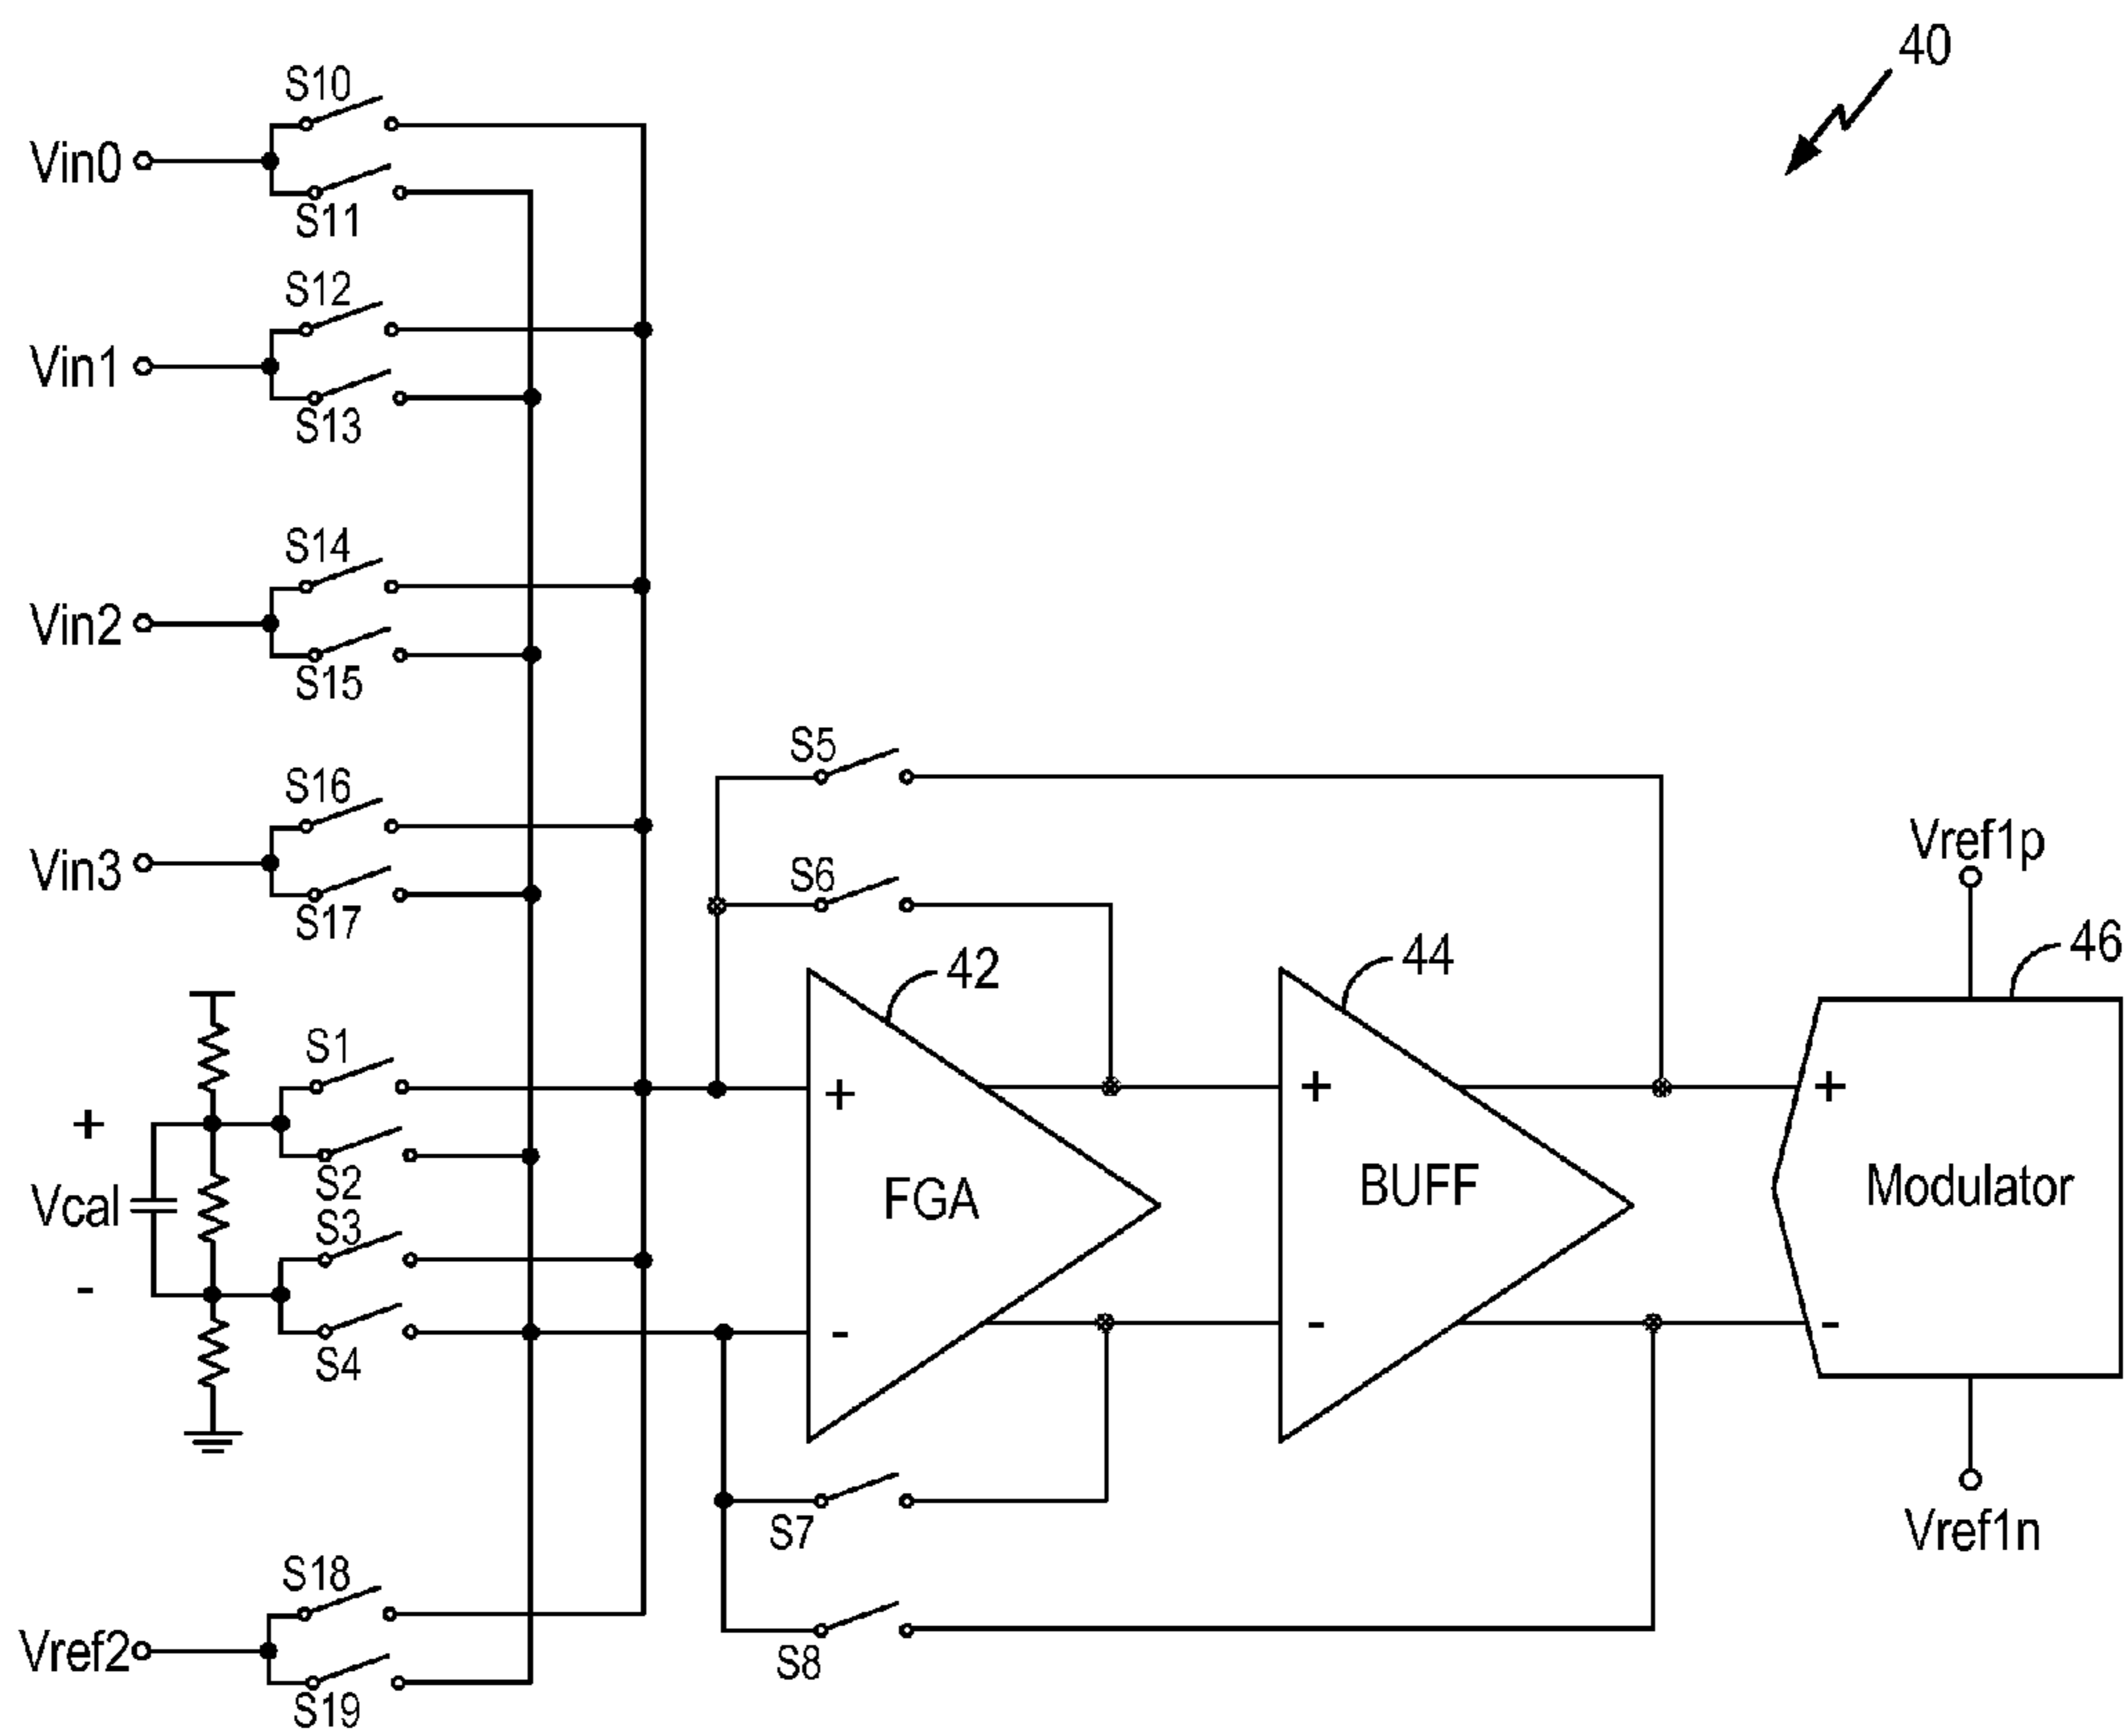 40
S10
Vin0
S11
S12
Vin1
S13
S14
Vin2
S15
S5
S16
Vin3
S17
S6
Vref1p
42
44
46
S1
+
+
+
+
S2
Vcal
FGA
BUFF
Modulator
S3
-
-
-
-
S4
S7
Vref1n
S18
Vref2
S8
S19